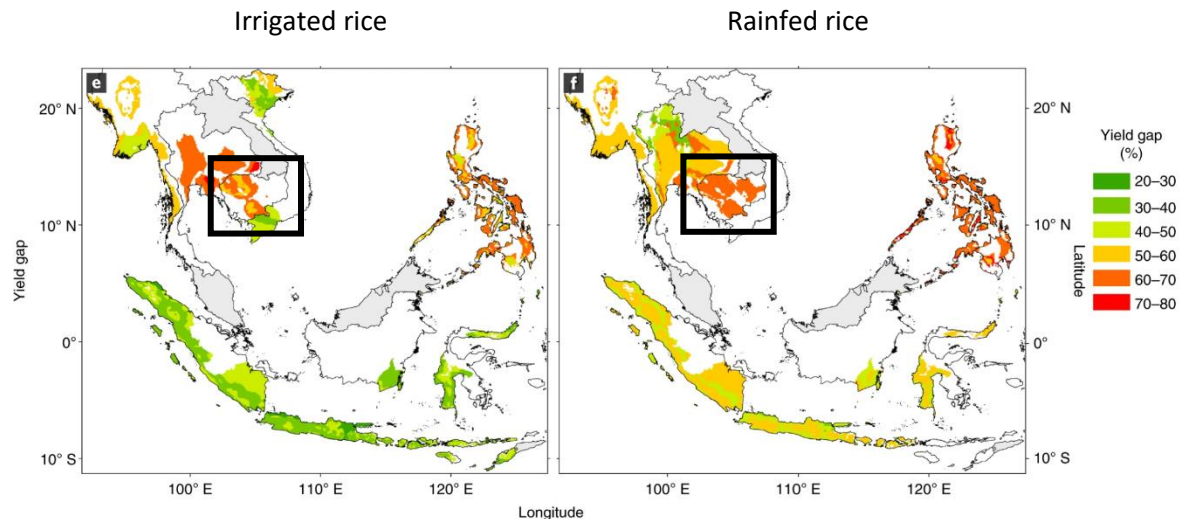 Irrigated rice
Rainfed rice
e
f
20° N
10° N
0°
10° S
Yield gap
100° E
110° E
120° E
100° E
110° E
120° E
Longitude
20° N
10° N
0°
10° S
Latitude
Yield gap
(%)
20–30
30–40
40–50
50–60
60–70
70–80